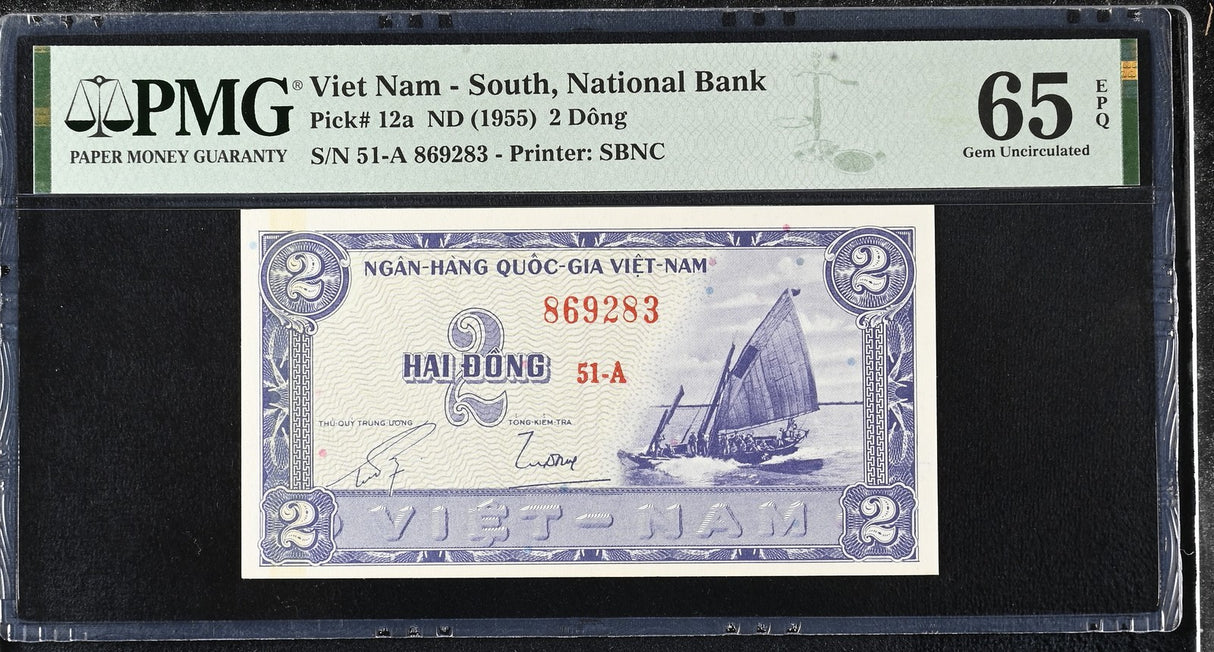 PMG® Viet Nam - South, National Bank
Pick# 12a ND (1955) 2 Dông
PAPER MONEY GUARANTY S/N 51-A 869283 - Printer: SBNC
65 EPQ
Gem Uncirculated
2 NGÂN-HÀNG QUỐC-GIA VIỆT-NAM 2
869283
2
HAI ĐỒNG 51-A
THỦ-QUỸ TRUNG-ƯƠNG TỔNG-KIỂM-TRA
2 VIỆT-NAM 2